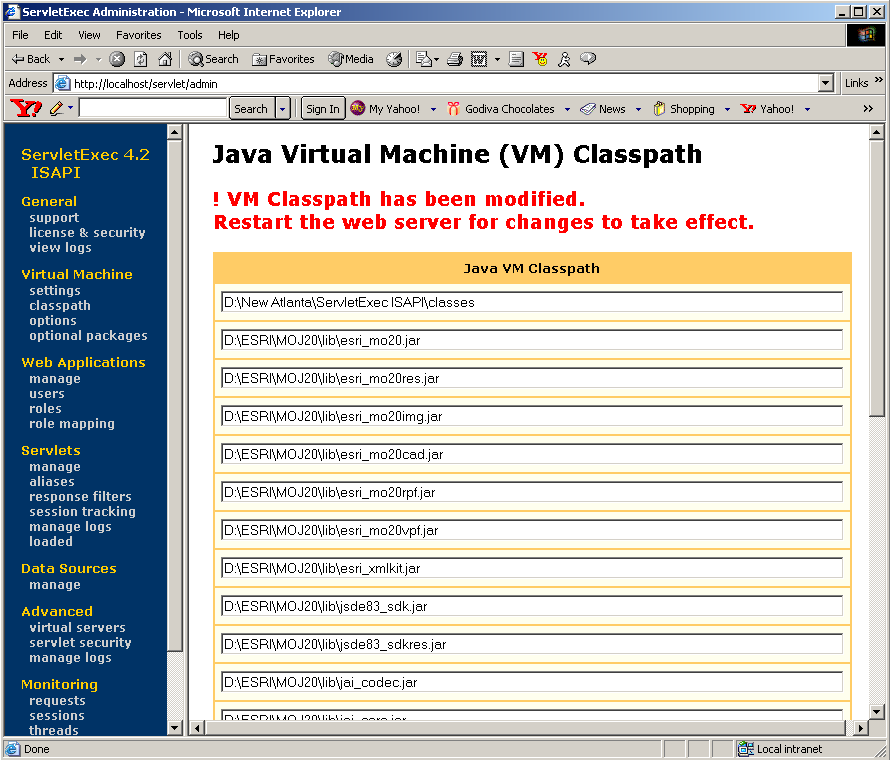 ServletExec Administration - Microsoft Internet Explorer
File Edit View Favorites Tools Help
Back Search Favorites Media
Address http://localhost/servlet/admin Links »
Y! Search Sign In My Yahoo! Godiva Chocolates News Shopping Yahoo! »
ServletExec 4.2
ISAPI
General
support
license & security
view logs
Virtual Machine
settings
classpath
options
optional packages
Web Applications
manage
users
roles
role mapping
Servlets
manage
aliases
response filters
session tracking
manage logs
loaded
Data Sources
manage
Advanced
virtual servers
servlet security
manage logs
Monitoring
requests
sessions
threads
Java Virtual Machine (VM) Classpath
! VM Classpath has been modified.
Restart the web server for changes to take effect.
Java VM Classpath
D:\New Atlanta\ServletExec ISAPI\classes
D:\ESRI\MOJ20\lib\esri_mo20.jar
D:\ESRI\MOJ20\lib\esri_mo20res.jar
D:\ESRI\MOJ20\lib\esri_mo20img.jar
D:\ESRI\MOJ20\lib\esri_mo20cad.jar
D:\ESRI\MOJ20\lib\esri_mo20rpf.jar
D:\ESRI\MOJ20\lib\esri_mo20vpf.jar
D:\ESRI\MOJ20\lib\esri_xmlkit.jar
D:\ESRI\MOJ20\lib\jsde83_sdk.jar
D:\ESRI\MOJ20\lib\jsde83_sdkres.jar
D:\ESRI\MOJ20\lib\jai_codec.jar
D:\ESRI\MOJ20\lib\jai_core.jar
Done Local intranet